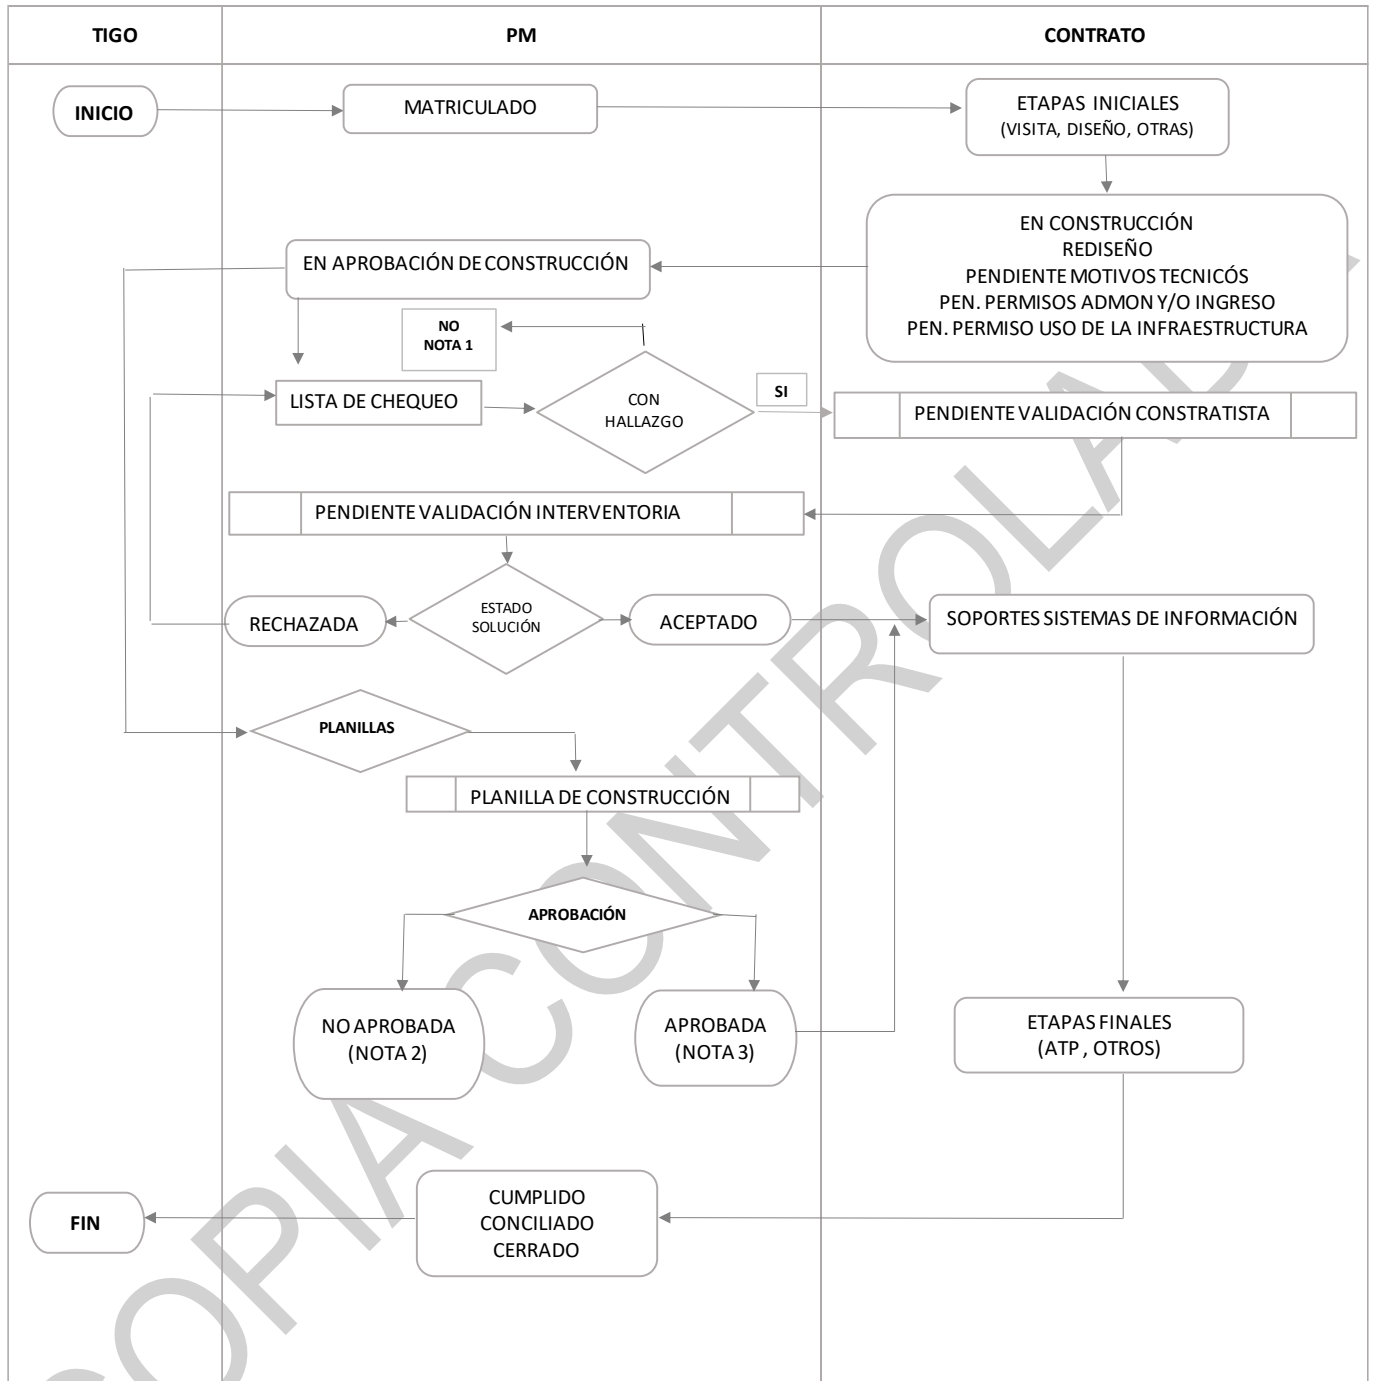 TIGO
PM
CONTRATO
INICIO
MATRICULADO
ETAPAS INICIALES
(VISITA, DISEÑO, OTRAS)
EN CONSTRUCCIÓN
REDISEÑO
PENDIENTE MOTIVOS TECNICÓS
PEN. PERMISOS ADMON Y/O INGRESO
PEN. PERMISO USO DE LA INFRAESTRUCTURA
EN APROBACIÓN DE CONSTRUCCIÓN
NO
NOTA 1
LISTA DE CHEQUEO
CON
HALLAZGO
SI
PENDIENTE VALIDACIÓN CONSTRATISTA
PENDIENTE VALIDACIÓN INTERVENTORIA
RECHAZADA
ESTADO
SOLUCIÓN
ACEPTADO
SOPORTES SISTEMAS DE INFORMACIÓN
PLANILLAS
PLANILLA DE CONSTRUCCIÓN
APROBACIÓN
NO APROBADA
(NOTA 2)
APROBADA
(NOTA 3)
ETAPAS FINALES
(ATP , OTROS)
FIN
CUMPLIDO
CONCILIADO
CERRADO
COPIA CONTROLAD